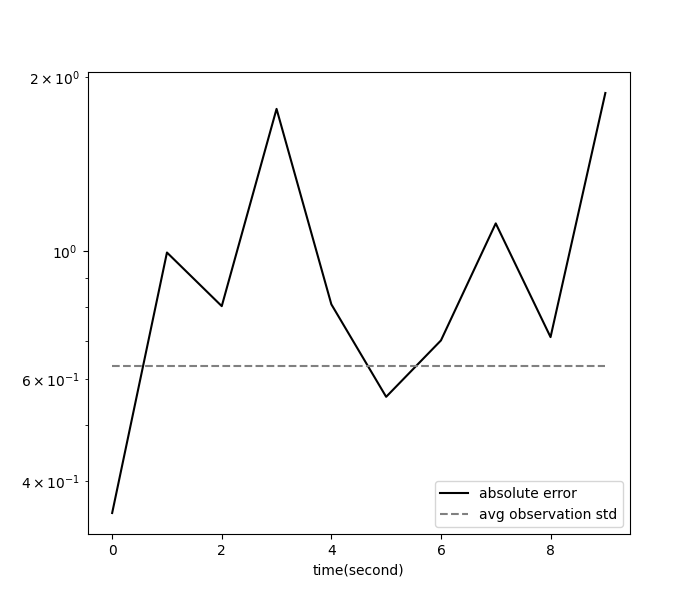 2 × 10⁰
10⁰
6 × 10⁻¹
4 × 10⁻¹
0 2 4 6 8
time(second)
absolute error
avg observation std